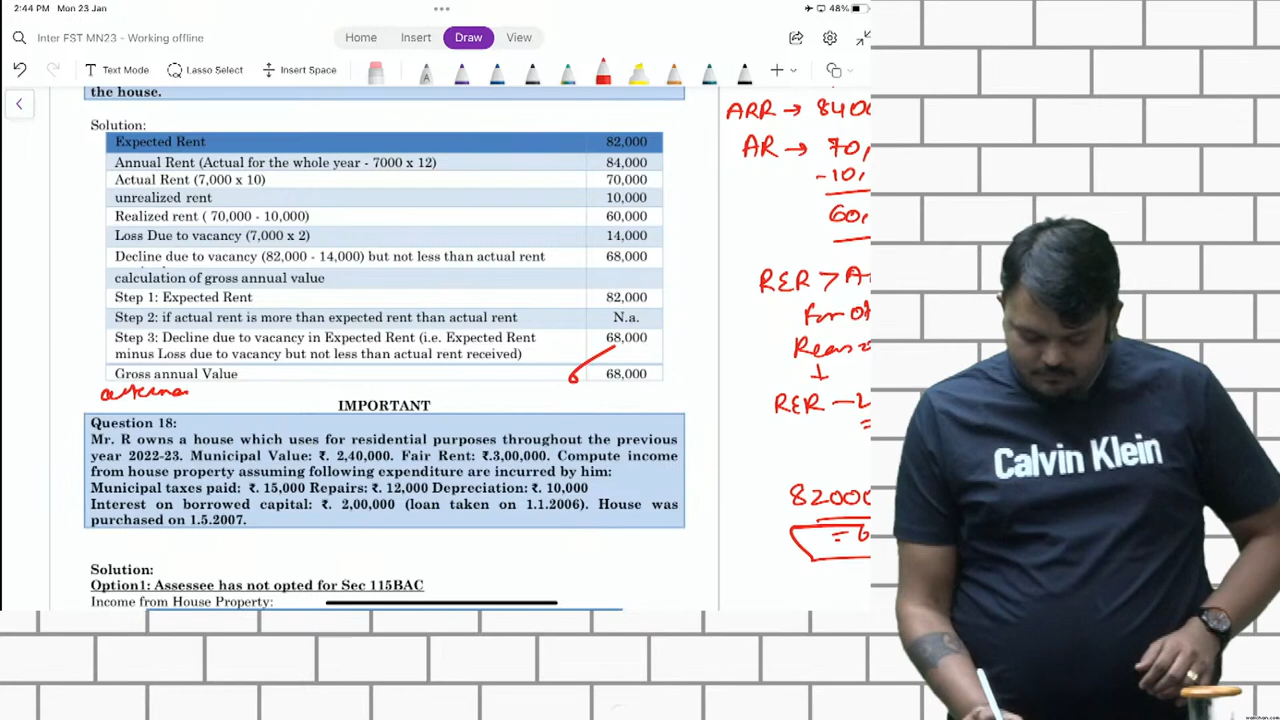 2:44 PM Mon 23 Jan
48%
Inter FST MN23 - Working offline
Home Insert Draw View
Text Mode Lasso Select Insert Space
the house.
Solution:
Expected Rent 82,000
Annual Rent (Actual for the whole year - 7000 x 12) 84,000
Actual Rent (7,000 x 10) 70,000
unrealized rent 10,000
Realized rent ( 70,000 - 10,000) 60,000
Loss Due to vacancy (7,000 x 2) 14,000
Decline due to vacancy (82,000 - 14,000) but not less than actual rent 68,000
calculation of gross annual value
Step 1: Expected Rent 82,000
Step 2: if actual rent is more than expected rent than actual rent N.a.
Step 3: Decline due to vacancy in Expected Rent (i.e. Expected Rent 68,000
minus Loss due to vacancy but not less than actual rent received)
Gross annual Value 68,000
IMPORTANT
Question 18:
Mr. R owns a house which uses for residential purposes throughout the previous
year 2022-23. Municipal Value: ₹. 2,40,000. Fair Rent: ₹.3,00,000. Compute income
from house property assuming following expenditure are incurred by him:
Municipal taxes paid: ₹. 15,000 Repairs: ₹. 12,000 Depreciation: ₹. 10,000
Interest on borrowed capital: ₹. 2,00,000 (loan taken on 1.1.2006). House was
purchased on 1.5.2007.
Solution:
Option1: Assessee has not opted for Sec 115BAC
Income from House Property:
ARR → 8400
AR → 70,
-10,
60,
RER > A
For Ot
Reas
↓
RER -
=
82000
= 6
Calvin Klein